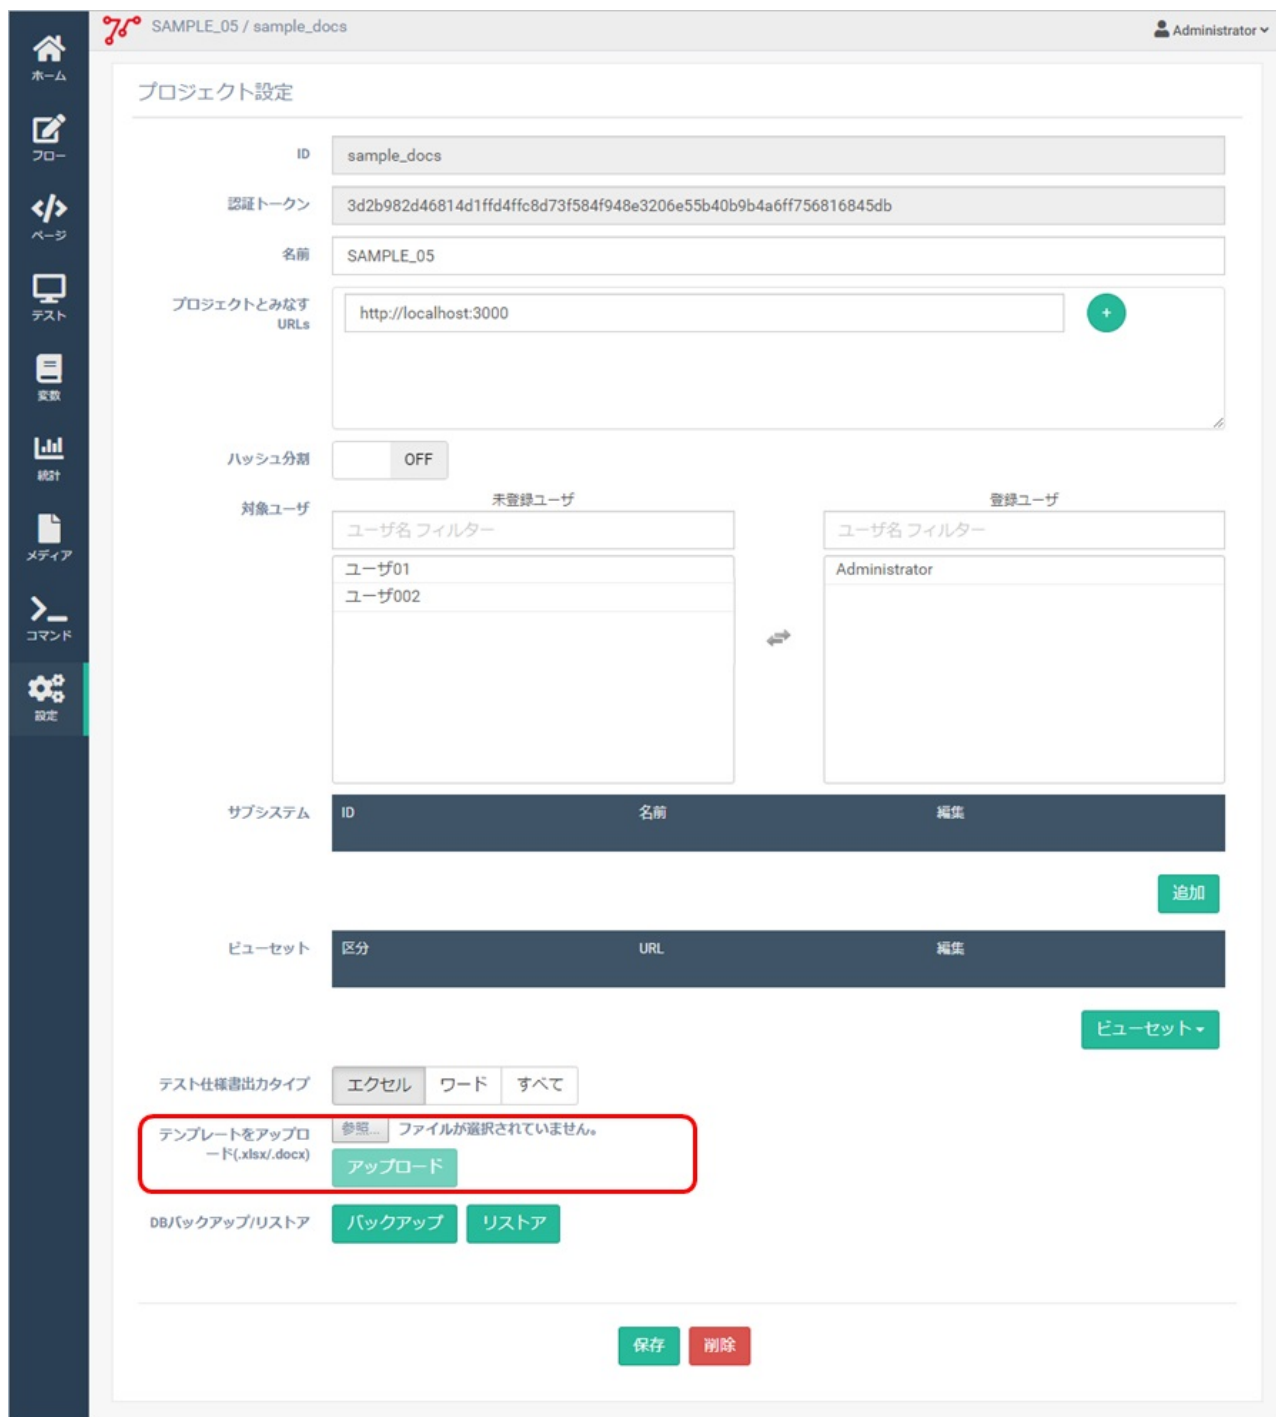 SAMPLE_05 / sample_docs
Administrator
ホーム
フロー
ページ
テスト
変数
統計
メディア
コマンド
設定
プロジェクト設定
ID
sample_docs
認証トークン
3d2b982d46814d1ffd4ffc8d73f584f948e3206e55b40b9b4a6ff756816845db
名前
SAMPLE_05
プロジェクトとみなす
URLs
http://localhost:3000
+
ハッシュ分割
OFF
対象ユーザ
未登録ユーザ
登録ユーザ
ユーザ名 フィルター
ユーザ名 フィルター
ユーザ01
ユーザ002
Administrator
サブシステム
ID 名前 編集
追加
ビューセット
区分 URL 編集
ビューセット
テスト仕様書出力タイプ
エクセル ワード すべて
テンプレートをアップロ
ード(.xlsx/.docx)
参照... ファイルが選択されていません。
アップロード
DBバックアップ/リストア
バックアップ リストア
保存 削除